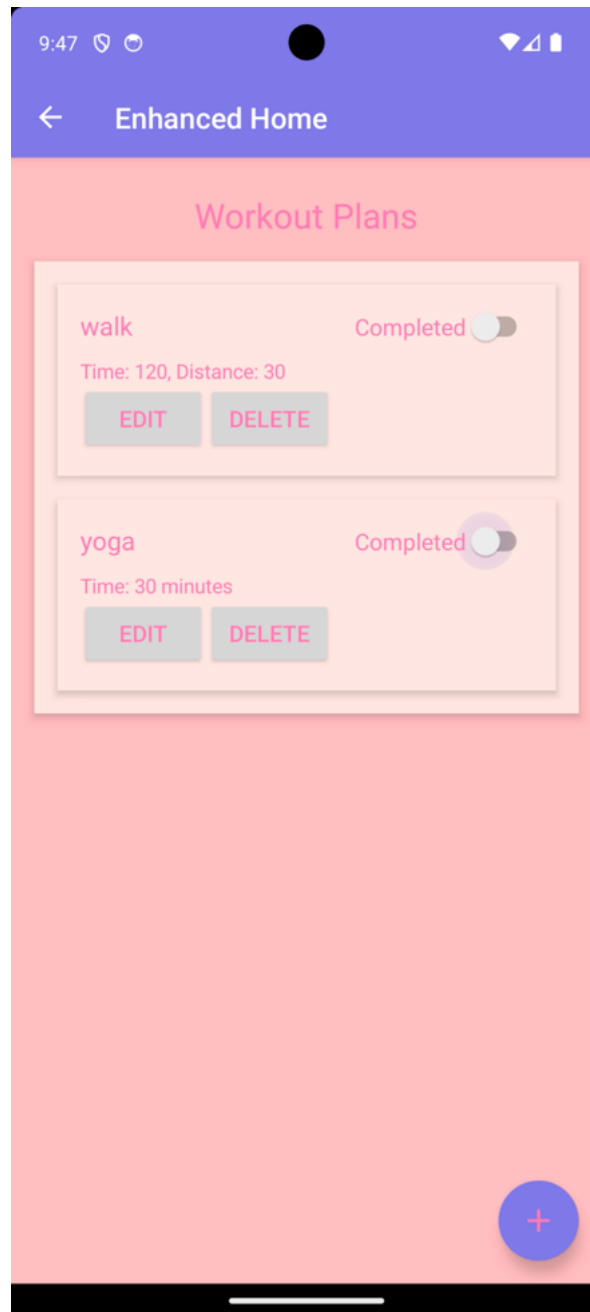 9:47
Enhanced Home
Workout Plans
walk Completed
Time: 120, Distance: 30
EDIT DELETE
yoga Completed
Time: 30 minutes
EDIT DELETE
+